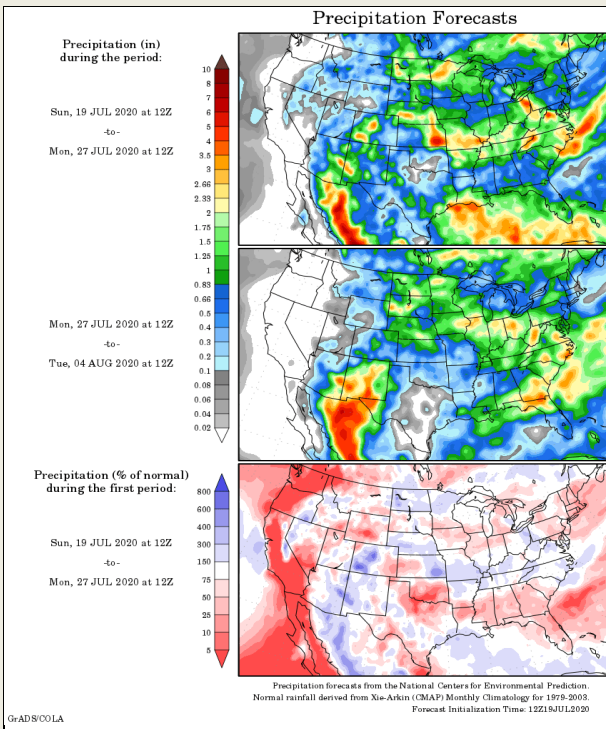 Precipitation Forecasts
Precipitation (in)
during the period:
Sun, 19 JUL 2020 at 12Z
-to-
Mon, 27 JUL 2020 at 12Z
10
8
7
6
5
4
3.5
3
2.66
2.33
2
1.75
1.5
1.25
1
0.83
0.66
0.5
0.4
0.3
0.2
0.1
0.08
0.06
0.04
0.02
Mon, 27 JUL 2020 at 12Z
-to-
Tue, 04 AUG 2020 at 12Z
Precipitation (% of normal)
during the first period:
Sun, 19 JUL 2020 at 12Z
-to-
Mon, 27 JUL 2020 at 12Z
800
600
400
300
150
75
50
25
10
5
Precipitation forecasts from the National Centers for Environmental Prediction.
Normal rainfall derived from Xie-Arkin (CMAP) Monthly Climatology for 1979-2003.
Forecast Initialization Time: 12Z19JUL2020
GrADS/COLA